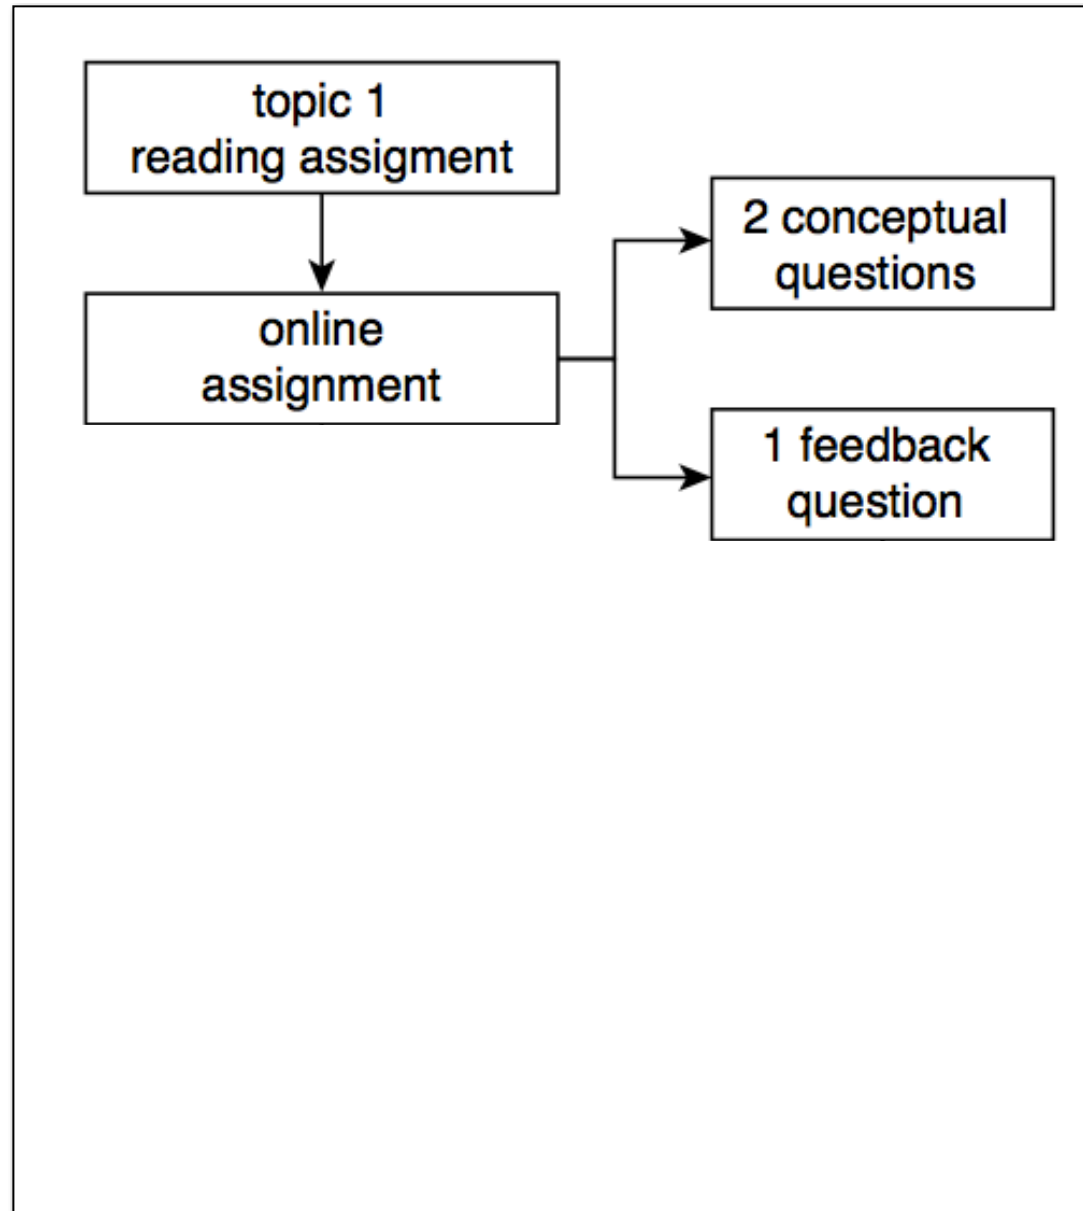 topic 1
reading assigment
online
assignment
2 conceptual
questions
1 feedback
question